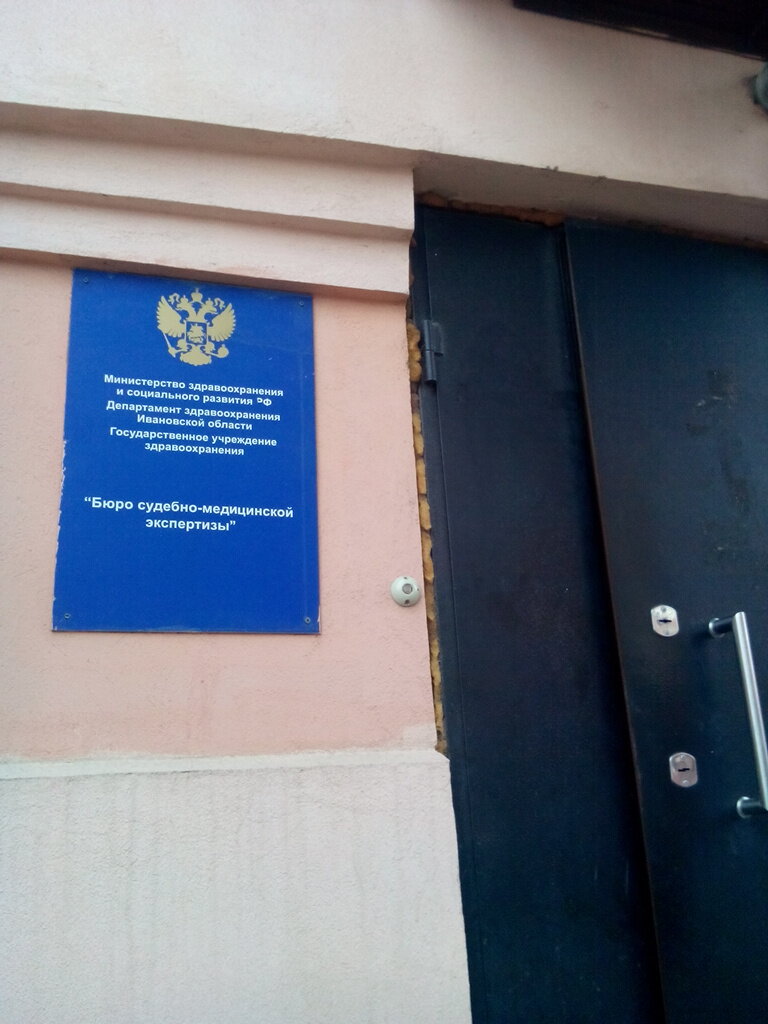 Министерство здравоохранения
и социального развития РФ
Департамент здравоохранения
Ивановской области
Государственное учреждение
здравоохранения
“Бюро судебно-медицинской
экспертизы”